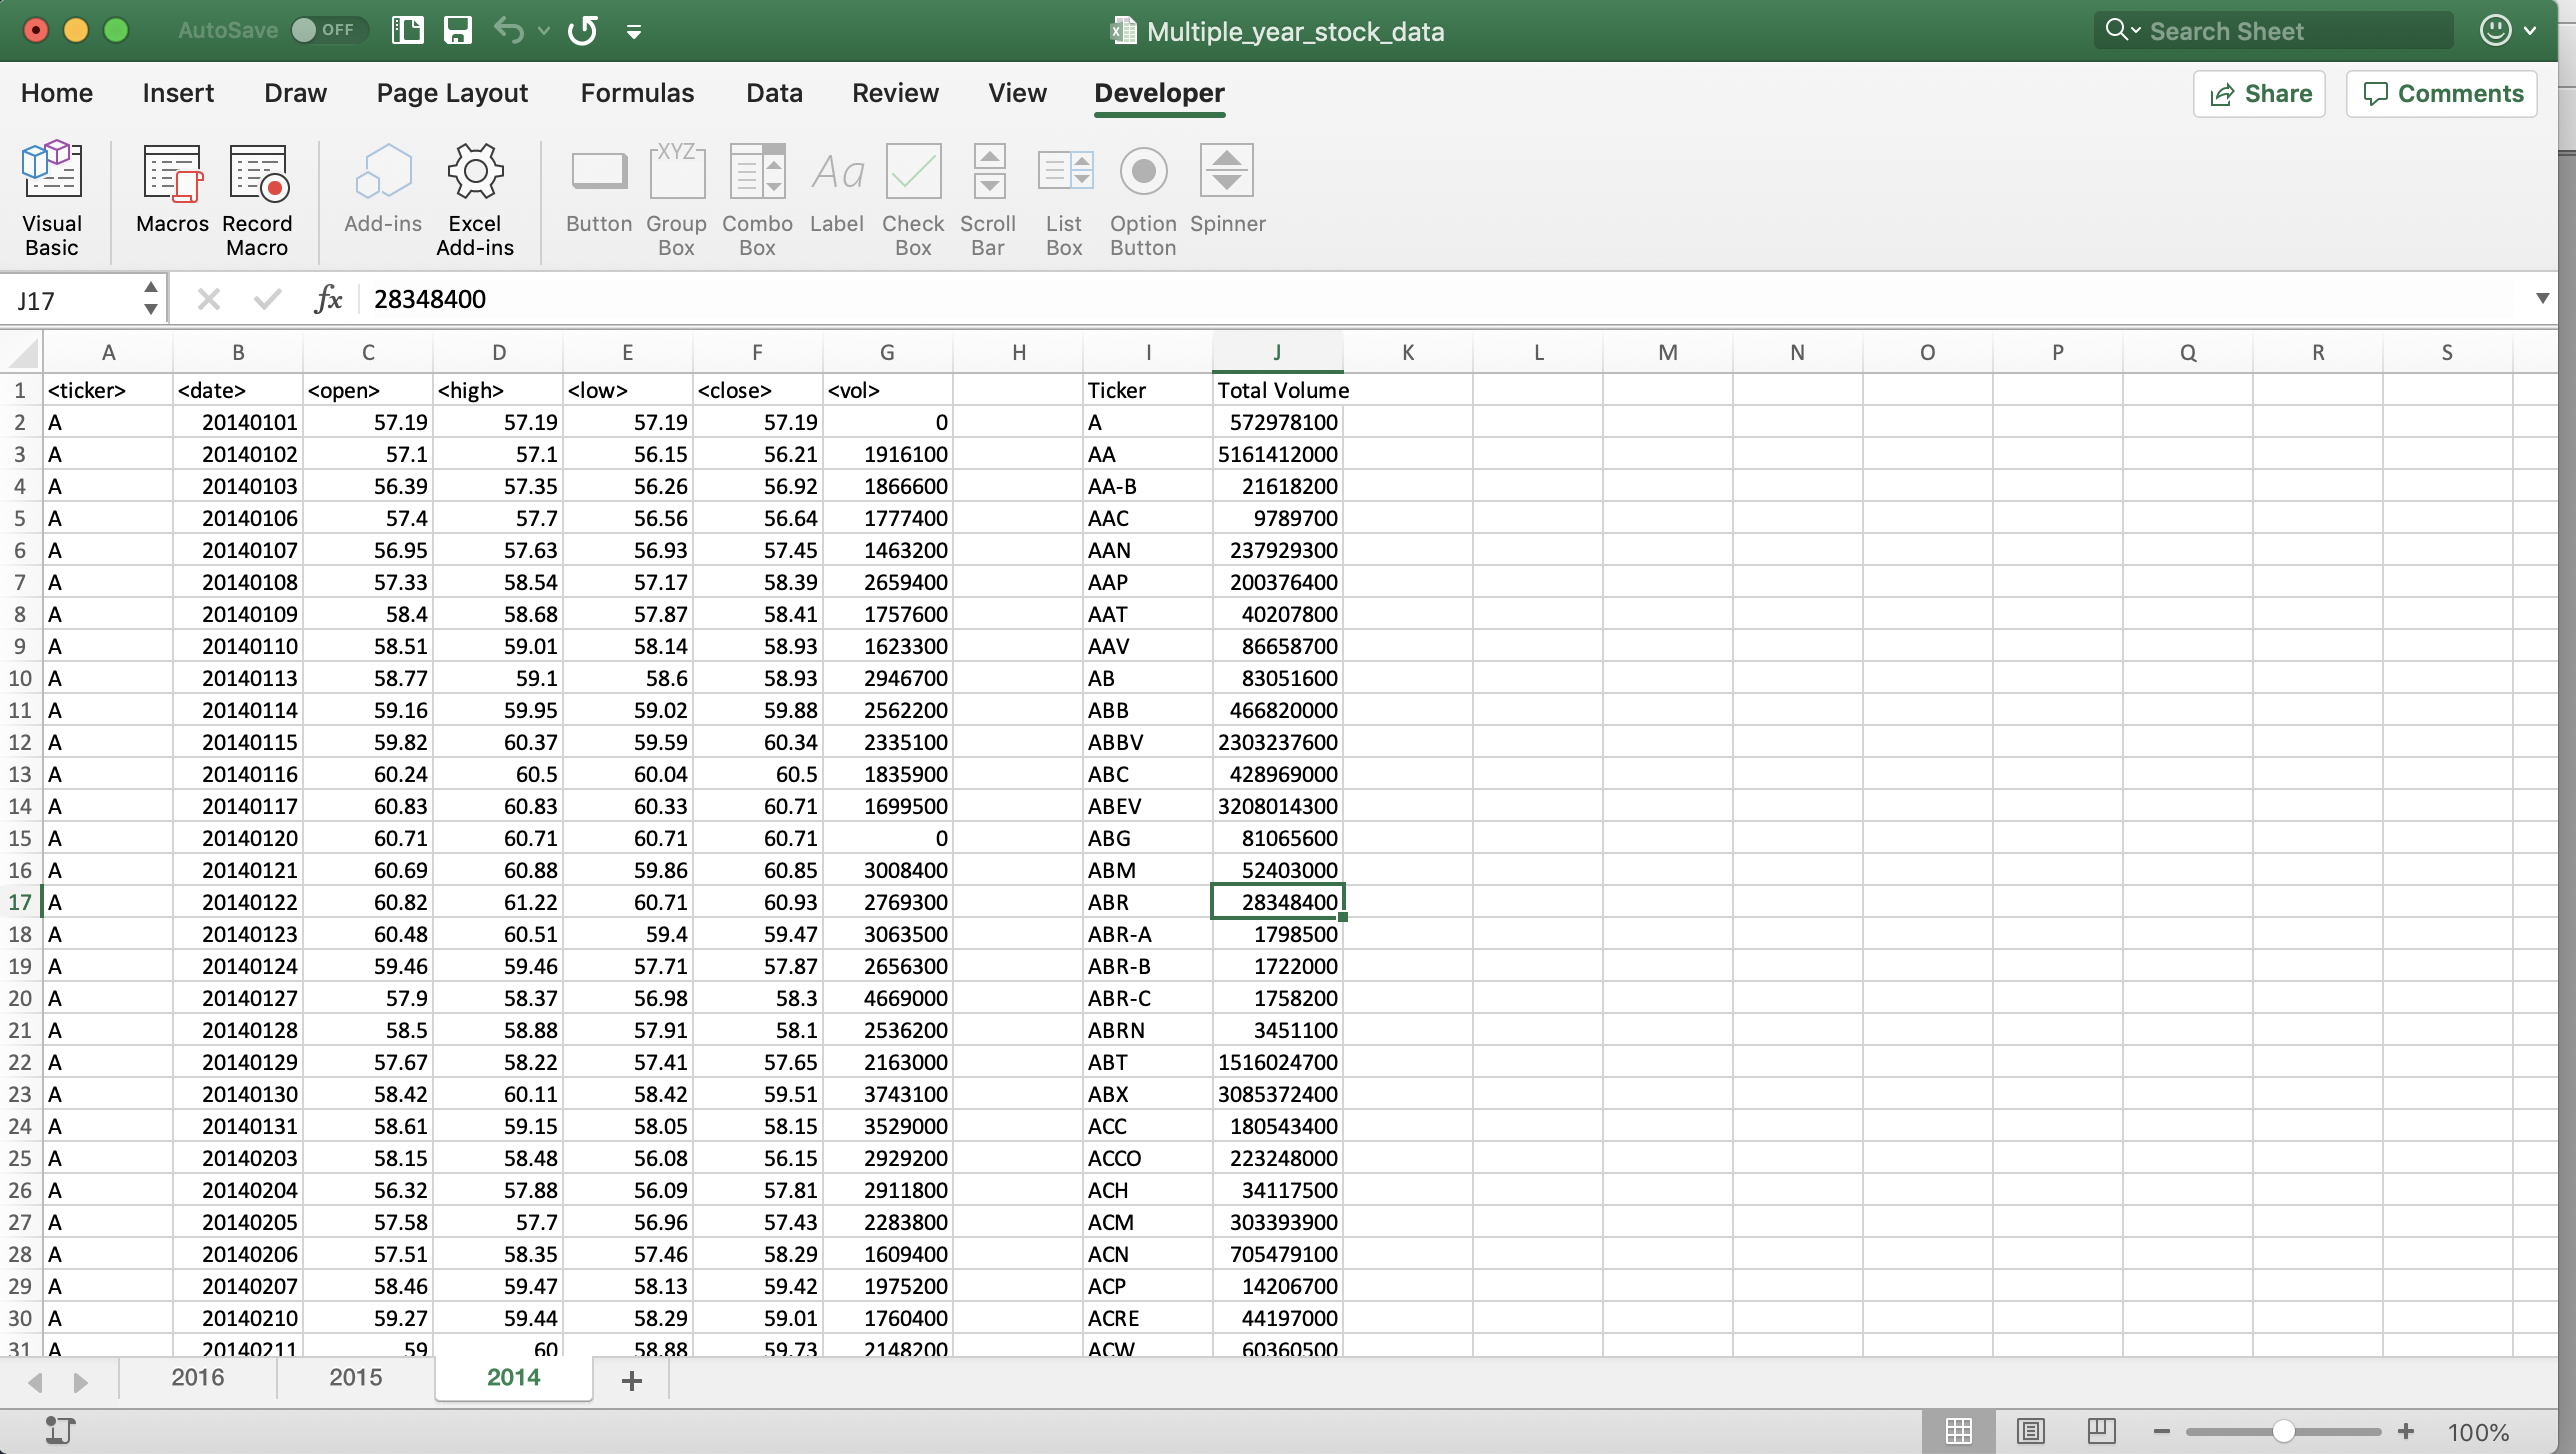 AutoSave OFF Multiple_year_stock_data Search Sheet
Home Insert Draw Page Layout Formulas Data Review View Developer Share Comments
Visual Basic Macros Record Macro Add-ins Excel Add-ins Button XYZ Group Box Combo Box Aa Label Check Box Scroll Bar List Box Option Button Spinner
J17 fx 28348400
A B C D E F G H I J K L M N O P Q R S
1 <ticker> <date> <open> <high> <low> <close> <vol> Ticker Total Volume
2 A 20140101 57.19 57.19 57.19 57.19 0 A 572978100
3 A 20140102 57.1 57.1 56.15 56.21 1916100 AA 5161412000
4 A 20140103 56.39 57.35 56.26 56.92 1866600 AA-B 21618200
5 A 20140106 57.4 57.7 56.56 56.64 1777400 AAC 9789700
6 A 20140107 56.95 57.63 56.93 57.45 1463200 AAN 237929300
7 A 20140108 57.33 58.54 57.17 58.39 2659400 AAP 200376400
8 A 20140109 58.4 58.68 57.87 58.41 1757600 AAT 40207800
9 A 20140110 58.51 59.01 58.14 58.93 1623300 AAV 86658700
10 A 20140113 58.77 59.1 58.6 58.93 2946700 AB 83051600
11 A 20140114 59.16 59.95 59.02 59.88 2562200 ABB 466820000
12 A 20140115 59.82 60.37 59.59 60.34 2335100 ABBV 2303237600
13 A 20140116 60.24 60.5 60.04 60.5 1835900 ABC 428969000
14 A 20140117 60.83 60.83 60.33 60.71 1699500 ABEV 3208014300
15 A 20140120 60.71 60.71 60.71 60.71 0 ABG 81065600
16 A 20140121 60.69 60.88 59.86 60.85 3008400 ABM 52403000
17 A 20140122 60.82 61.22 60.71 60.93 2769300 ABR 28348400
18 A 20140123 60.48 60.51 59.4 59.47 3063500 ABR-A 1798500
19 A 20140124 59.46 59.46 57.71 57.87 2656300 ABR-B 1722000
20 A 20140127 57.9 58.37 56.98 58.3 4669000 ABR-C 1758200
21 A 20140128 58.5 58.88 57.91 58.1 2536200 ABRN 3451100
22 A 20140129 57.67 58.22 57.41 57.65 2163000 ABT 1516024700
23 A 20140130 58.42 60.11 58.42 59.51 3743100 ABX 3085372400
24 A 20140131 58.61 59.15 58.05 58.15 3529000 ACC 180543400
25 A 20140203 58.15 58.48 56.08 56.15 2929200 ACCO 223248000
26 A 20140204 56.32 57.88 56.09 57.81 2911800 ACH 34117500
27 A 20140205 57.58 57.7 56.96 57.43 2283800 ACM 303393900
28 A 20140206 57.51 58.35 57.46 58.29 1609400 ACN 705479100
29 A 20140207 58.46 59.47 58.13 59.42 1975200 ACP 14206700
30 A 20140210 59.27 59.44 58.29 59.01 1760400 ACRE 44197000
31 A 20140211 59 60 58.88 59.73 2148200 ACW 60360500
2016 2015 2014 +
100%